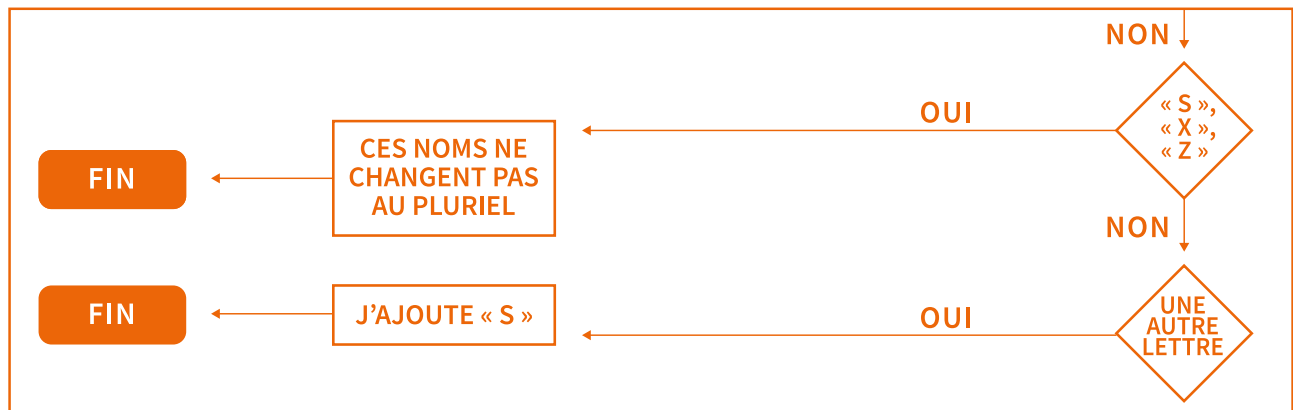 NON
« S »,
« X »,
« Z »
OUI
CES NOMS NE
CHANGENT PAS
AU PLURIEL
FIN
NON
UNE
AUTRE
LETTRE
OUI
J'AJOUTE « S »
FIN